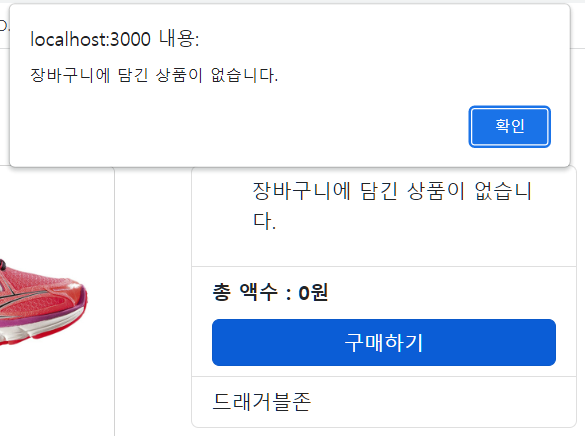 localhost:3000 내용:
장바구니에 담긴 상품이 없습니다.
확인
장바구니에 담긴 상품이 없습니
다.
총 액수 : 0원
구매하기
드래거블존